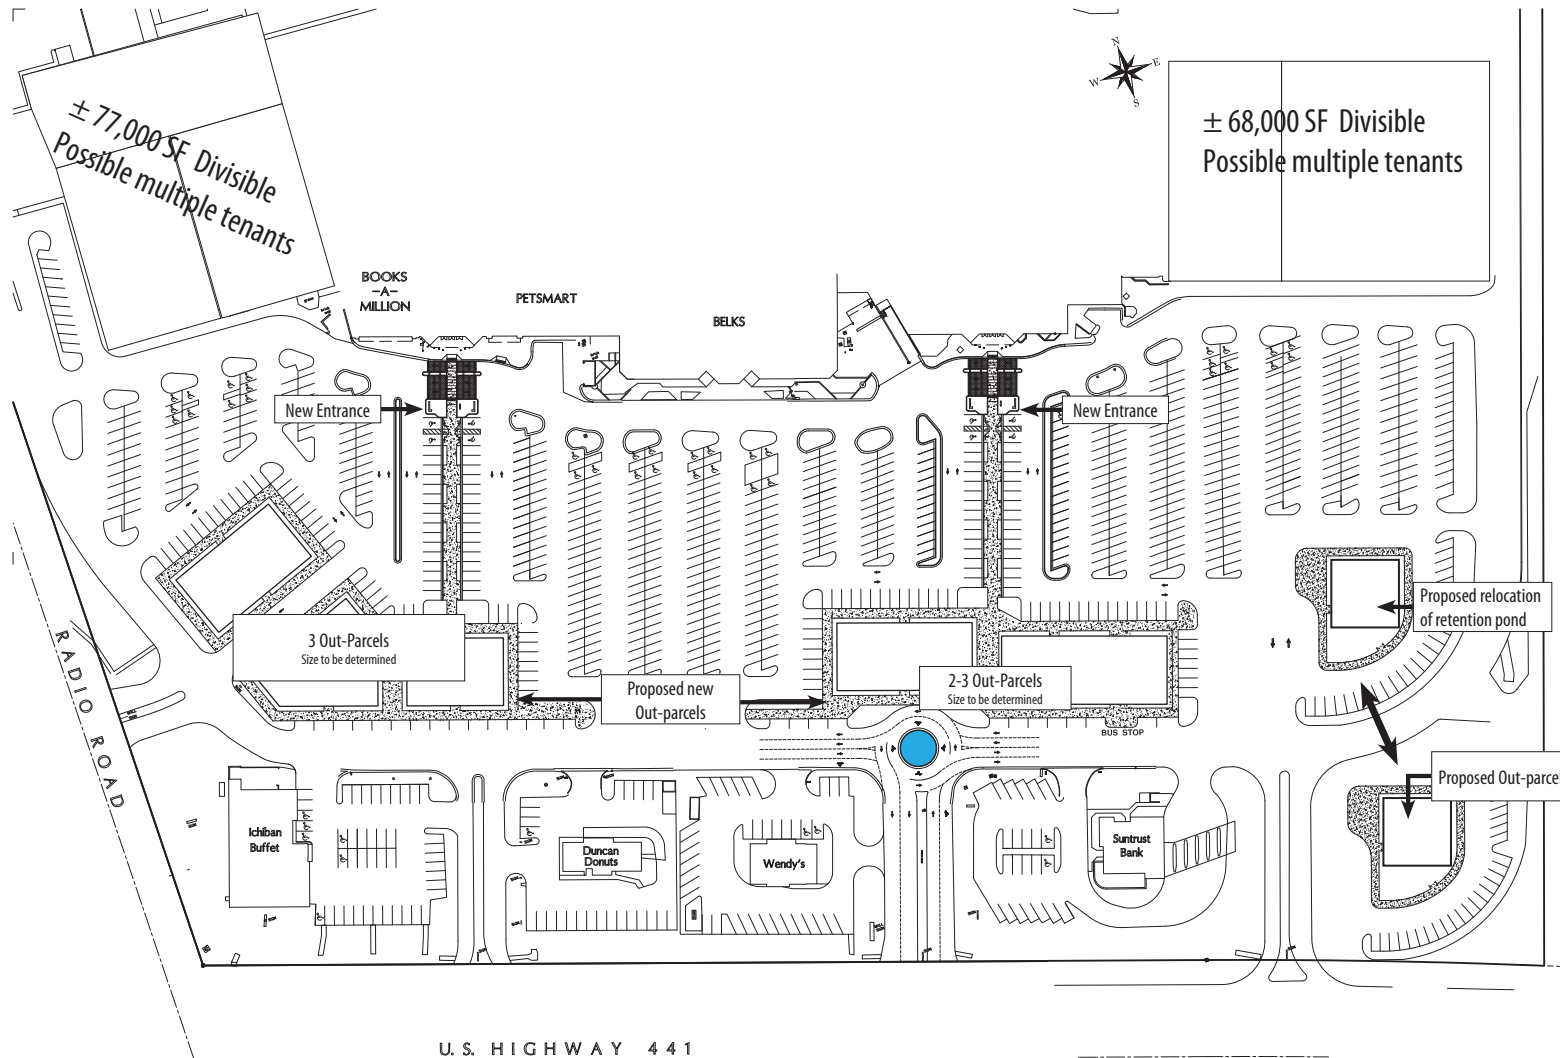 ± 77,000 SF Divisible
Possible multiple tenants
N
E
W
S
± 68,000 SF Divisible
Possible multiple tenants
BOOKS
-A-
MILLION
PETSMART
BELKS
New Entrance
New Entrance
Proposed relocation
of retention pond
3 Out-Parcels
Size to be determined
Proposed new
Out-parcels
2-3 Out-Parcels
Size to be determined
BUS STOP
RADIO ROAD
Proposed Out-parcel
Ichiban
Buffet
Duncan
Donuts
Wendy's
Suntrust
Bank
U.S. HIGHWAY 441